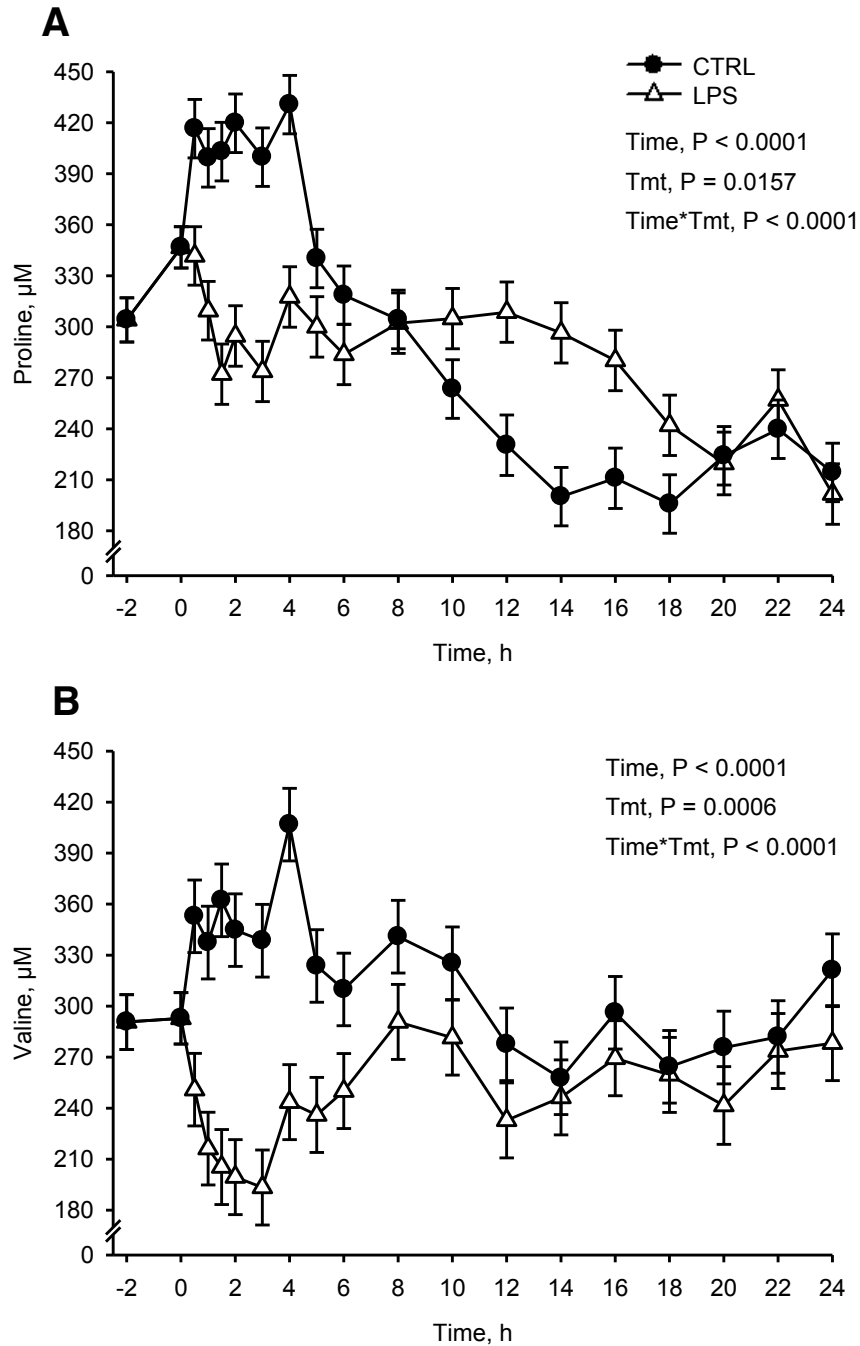 A
CTRL
LPS
Time, P < 0.0001
Tmt, P = 0.0157
Time*Tmt, P < 0.0001
Proline, µM
450
420
390
360
330
300
270
240
210
180
0
-2 0 2 4 6 8 10 12 14 16 18 20 22 24
Time, h
B
Time, P < 0.0001
Tmt, P = 0.0006
Time*Tmt, P < 0.0001
Valine, µM
450
420
390
360
330
300
270
240
210
180
0
-2 0 2 4 6 8 10 12 14 16 18 20 22 24
Time, h